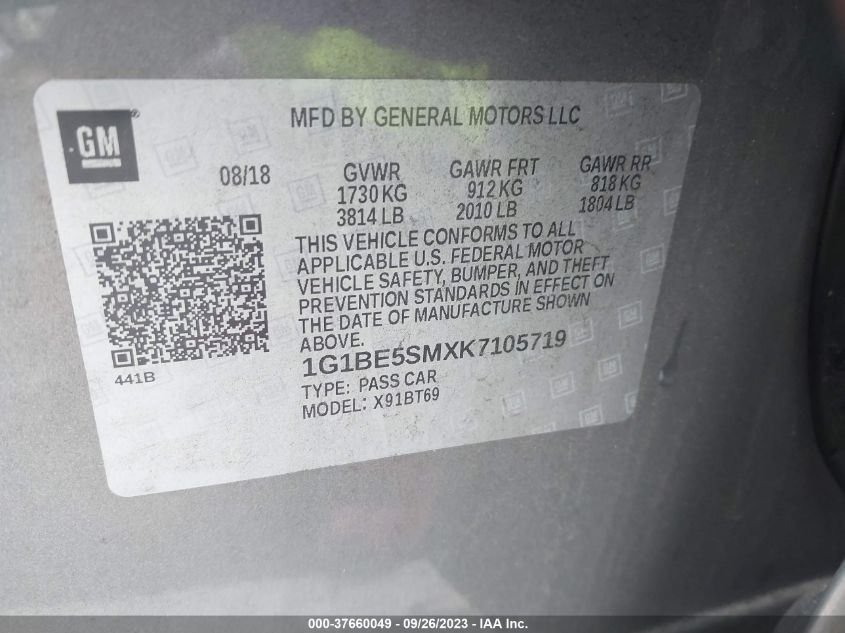 MFD BY GENERAL MOTORS LLC
GM
08/18 GVWR GAWR FRT GAWR RR
1730 KG 912 KG 818 KG
3814 LB 2010 LB 1804 LB
THIS VEHICLE CONFORMS TO ALL
APPLICABLE U.S. FEDERAL MOTOR
VEHICLE SAFETY, BUMPER, AND THEFT
PREVENTION STANDARDS IN EFFECT ON
THE DATE OF MANUFACTURE SHOWN
ABOVE.
1G1BE5SMXK7105719
441B
TYPE: PASS CAR
MODEL: X91BT69
000-37660049 - 09/26/2023 - IAA Inc.